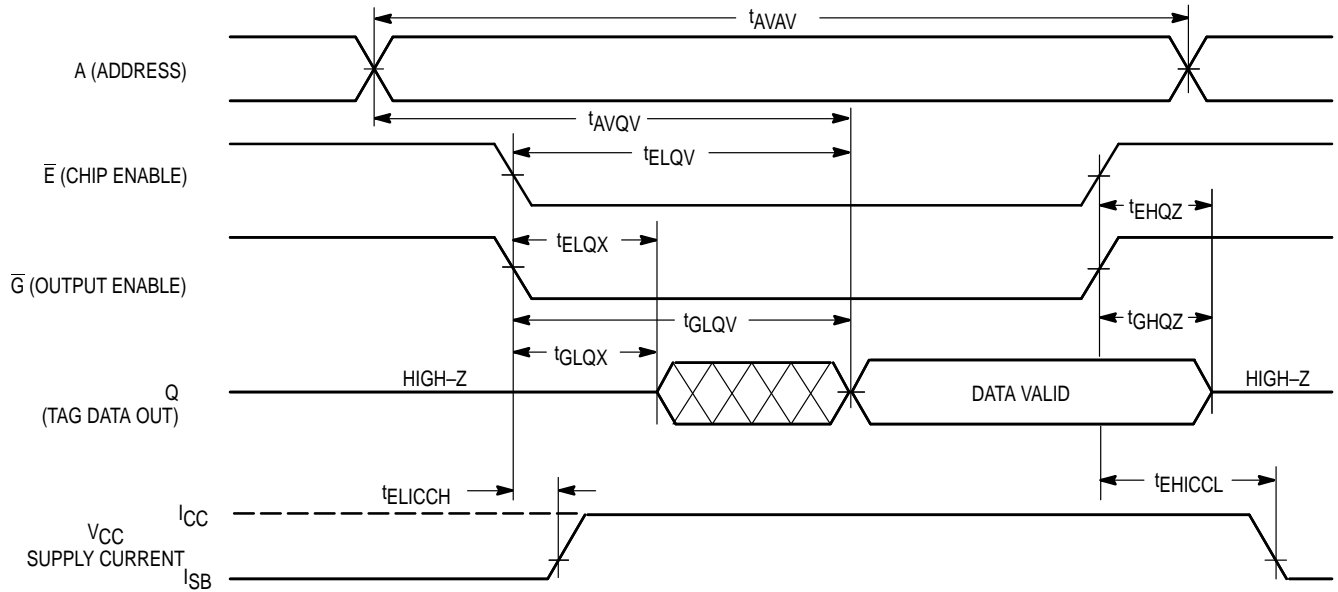 tAVAV
A (ADDRESS)
tAVQV
tELQV
E̅ (CHIP ENABLE)
tEHQZ
tELQX
G̅ (OUTPUT ENABLE)
tGLQV
tGHQZ
tGLQX
HIGH–Z
Q
(TAG DATA OUT)
DATA VALID
HIGH–Z
tELICCH
tEHICCL
ICC
VCC
SUPPLY CURRENT
ISB